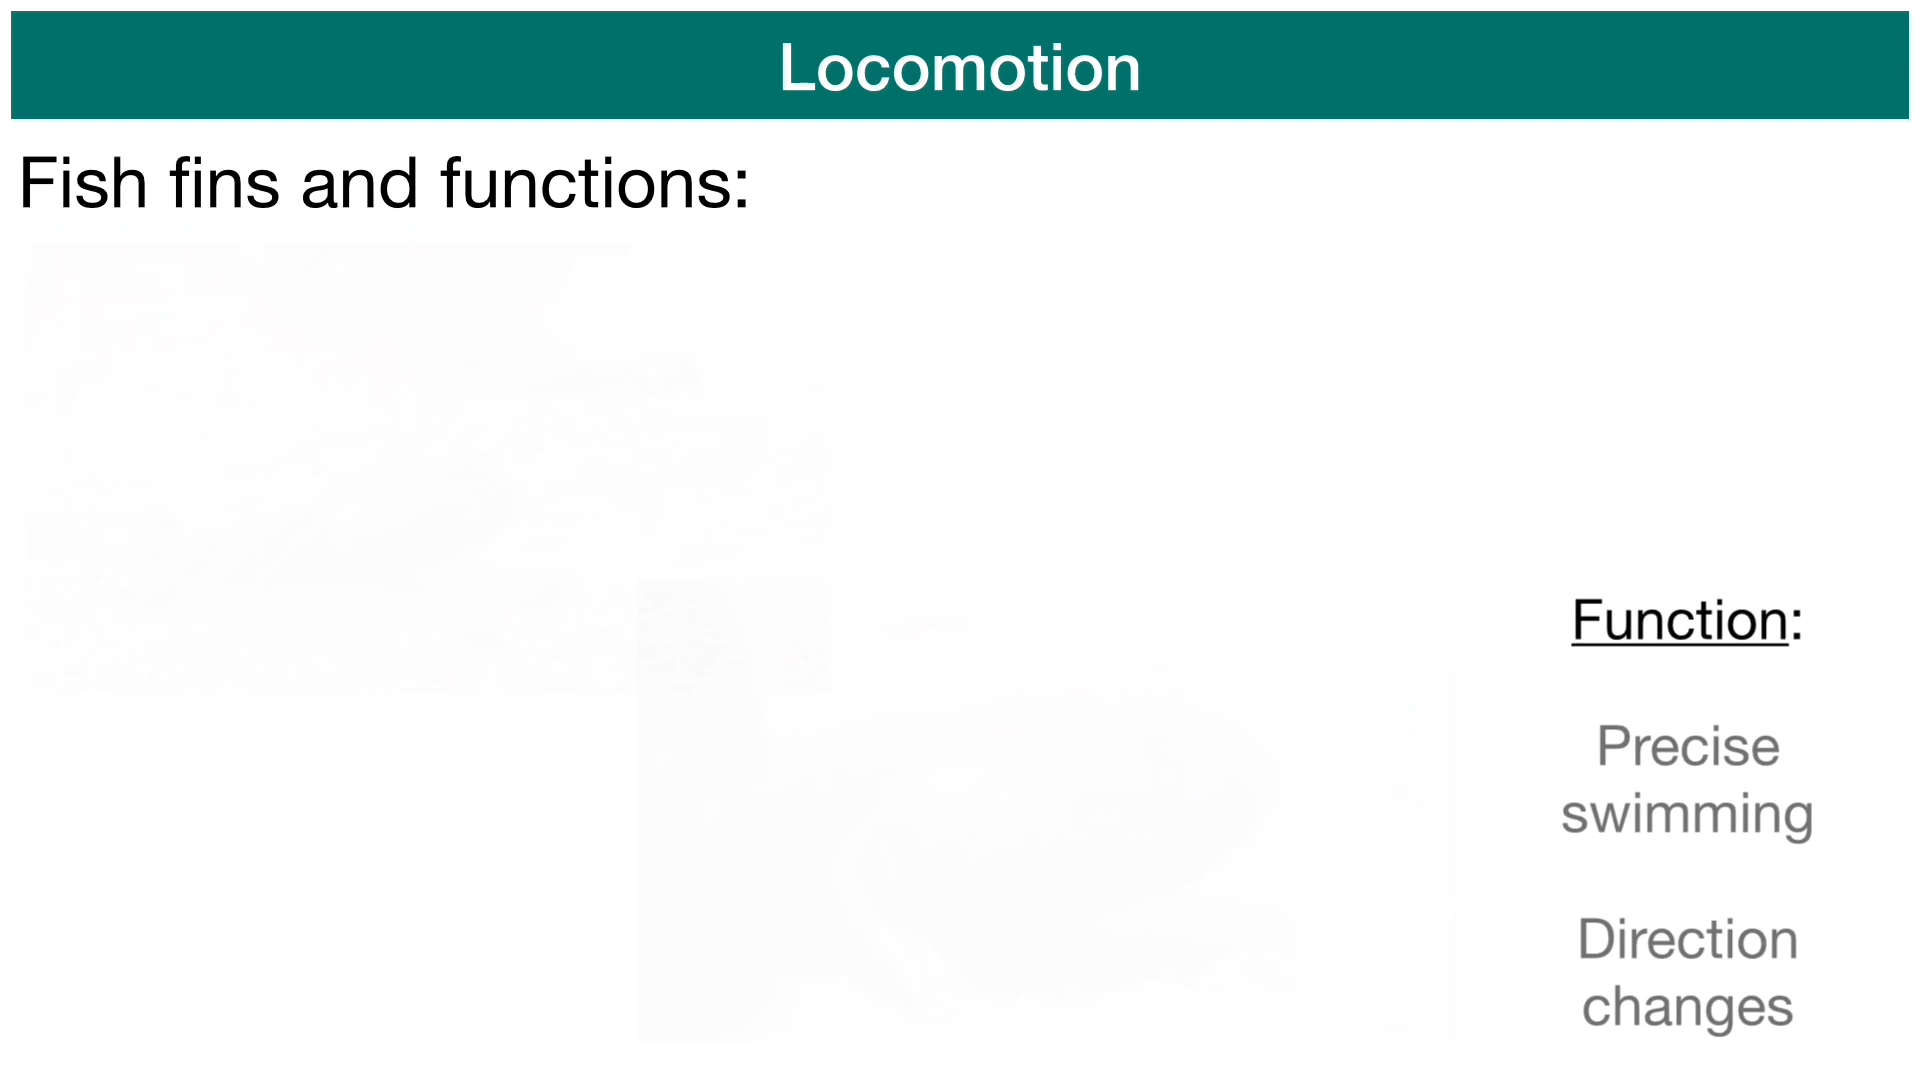 Locomotion
Fish fins and functions:
Function:
Precise
swimming
Direction
changes